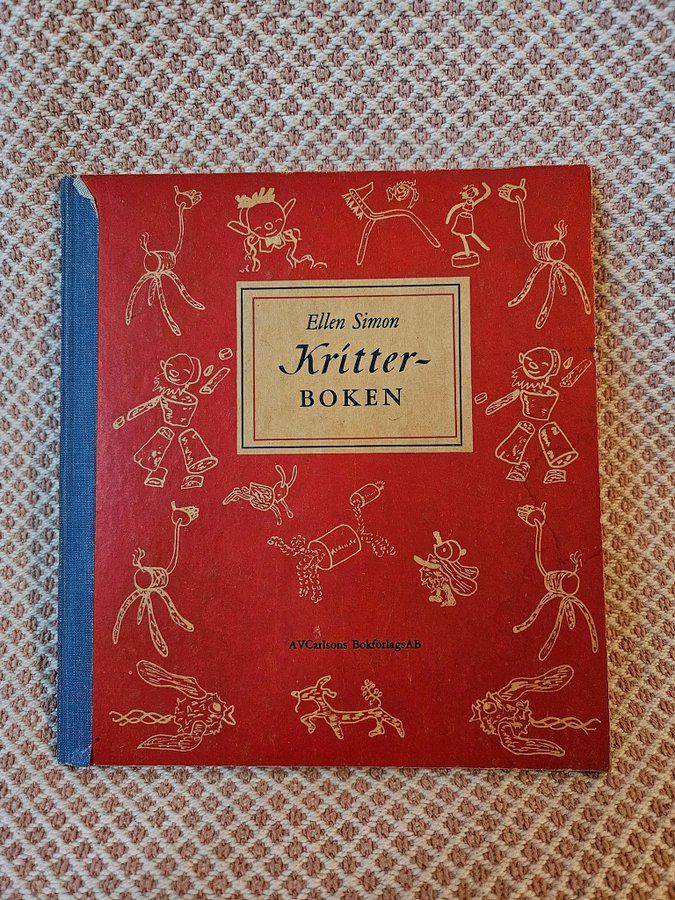 Ellen Simon
Kritter-
BOKEN
AVCarlsons BokförlagsAB